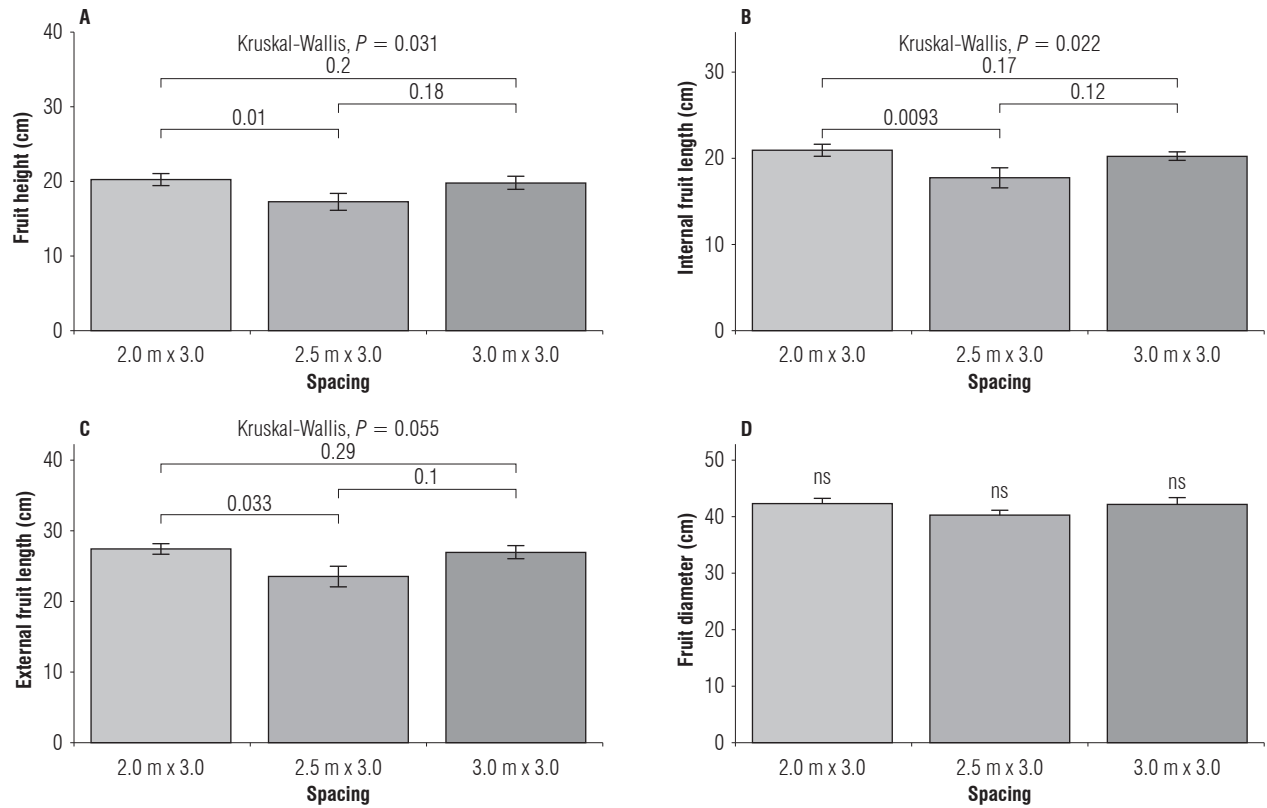 A
Kruskal-Wallis, P = 0.031
0.2
0.18
0.01
40
30
20
10
0
Fruit height (cm)
2.0 m x 3.0
2.5 m x 3.0
3.0 m x 3.0
Spacing
B
Kruskal-Wallis, P = 0.022
0.17
0.12
0.0093
30
20
10
0
Internal fruit length (cm)
2.0 m x 3.0
2.5 m x 3.0
3.0 m x 3.0
Spacing
C
Kruskal-Wallis, P = 0.055
0.29
0.1
0.033
40
30
20
10
0
External fruit length (cm)
2.0 m x 3.0
2.5 m x 3.0
3.0 m x 3.0
Spacing
D
50
40
30
20
10
0
Fruit diameter (cm)
ns
ns
ns
2.0 m x 3.0
2.5 m x 3.0
3.0 m x 3.0
Spacing